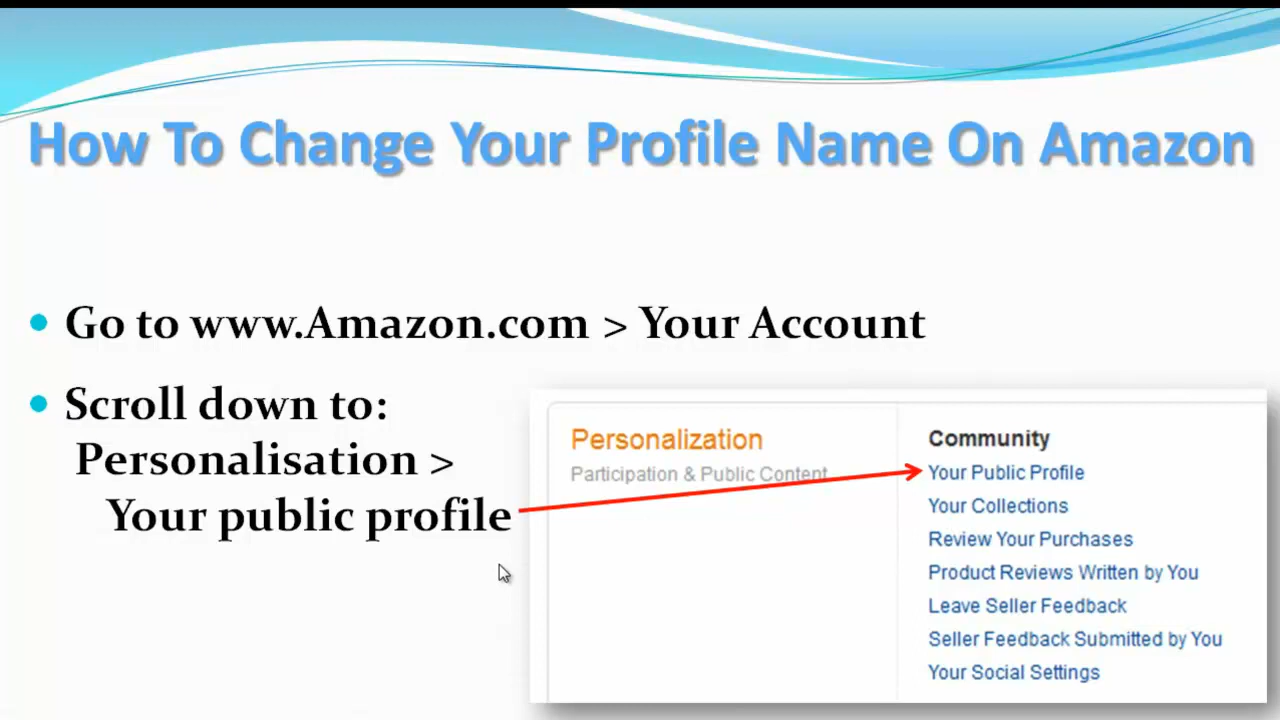 How To Change Your Profile Name On Amazon
• Go to www.Amazon.com > Your Account
• Scroll down to:
Personalisation >
Your public profile
Personalization
Participation & Public Content
Community
Your Public Profile
Your Collections
Review Your Purchases
Product Reviews Written by You
Leave Seller Feedback
Seller Feedback Submitted by You
Your Social Settings